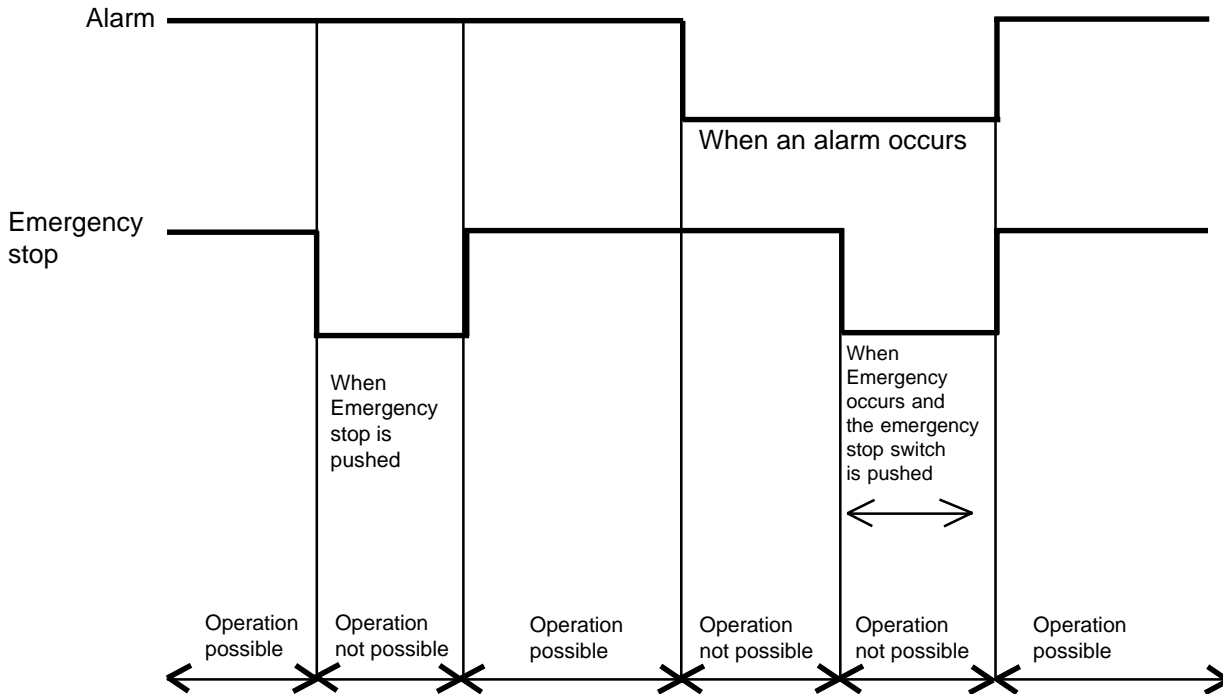 Alarm
When an alarm occurs
Emergency
stop
When
Emergency
stop is
pushed
When
Emergency
occurs and
the emergency
stop switch
is pushed
Operation
possible
Operation
not possible
Operation
possible
Operation
not possible
Operation
not possible
Operation
possible